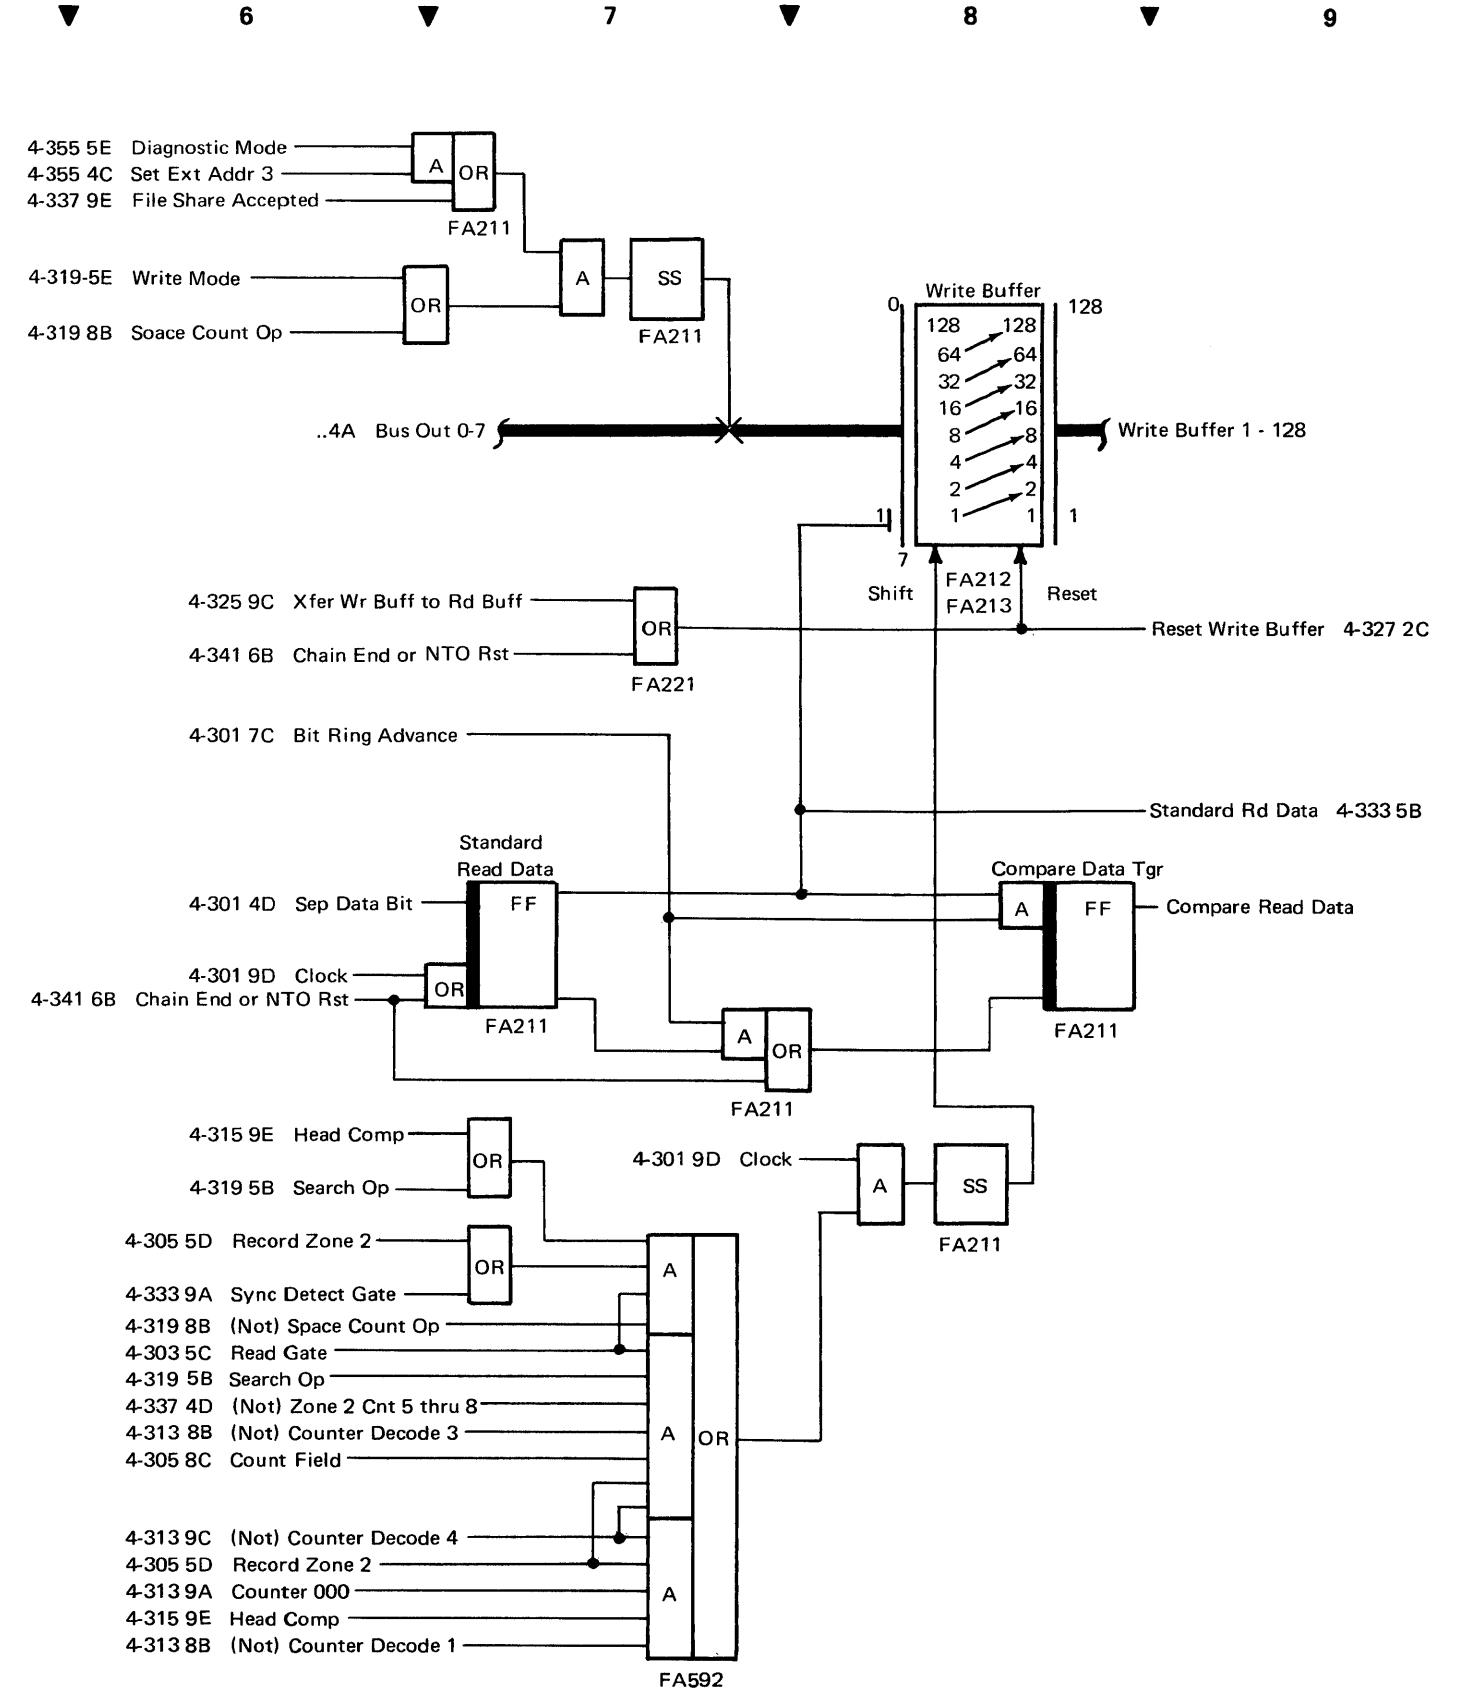 6 7 8 9
4-355 5E Diagnostic Mode
4-355 4C Set Ext Addr 3
4-337 9E File Share Accepted
A OR
FA211
4-319-5E Write Mode
4-319 8B Soace Count Op
OR
A
SS
FA211
Write Buffer
0 128
128 128
64 64
32 32
16 16
8 8
4 4
2 2
1 1 1 1
7
..4A Bus Out 0-7
Write Buffer 1 - 128
Shift FA212 Reset
FA213
4-325 9C Xfer Wr Buff to Rd Buff
OR
Reset Write Buffer 4-327 2C
4-341 6B Chain End or NTO Rst
FA221
4-301 7C Bit Ring Advance
Standard Rd Data 4-333 5B
Standard
Read Data
Compare Data Tgr
4-301 4D Sep Data Bit
FF
A FF
Compare Read Data
4-301 9D Clock
4-341 6B Chain End or NTO Rst
OR
FA211
FA211
A OR
FA211
4-315 9E Head Comp
OR
4-319 5B Search Op
4-301 9D Clock
A
SS
FA211
4-305 5D Record Zone 2
OR
4-333 9A Sync Detect Gate
A
4-319 8B (Not) Space Count Op
4-303 5C Read Gate
4-319 5B Search Op
4-337 4D (Not) Zone 2 Cnt 5 thru 8
4-313 8B (Not) Counter Decode 3
A OR
4-305 8C Count Field
4-313 9C (Not) Counter Decode 4
4-305 5D Record Zone 2
4-313 9A Counter 000
A
4-315 9E Head Comp
4-313 8B (Not) Counter Decode 1
FA592